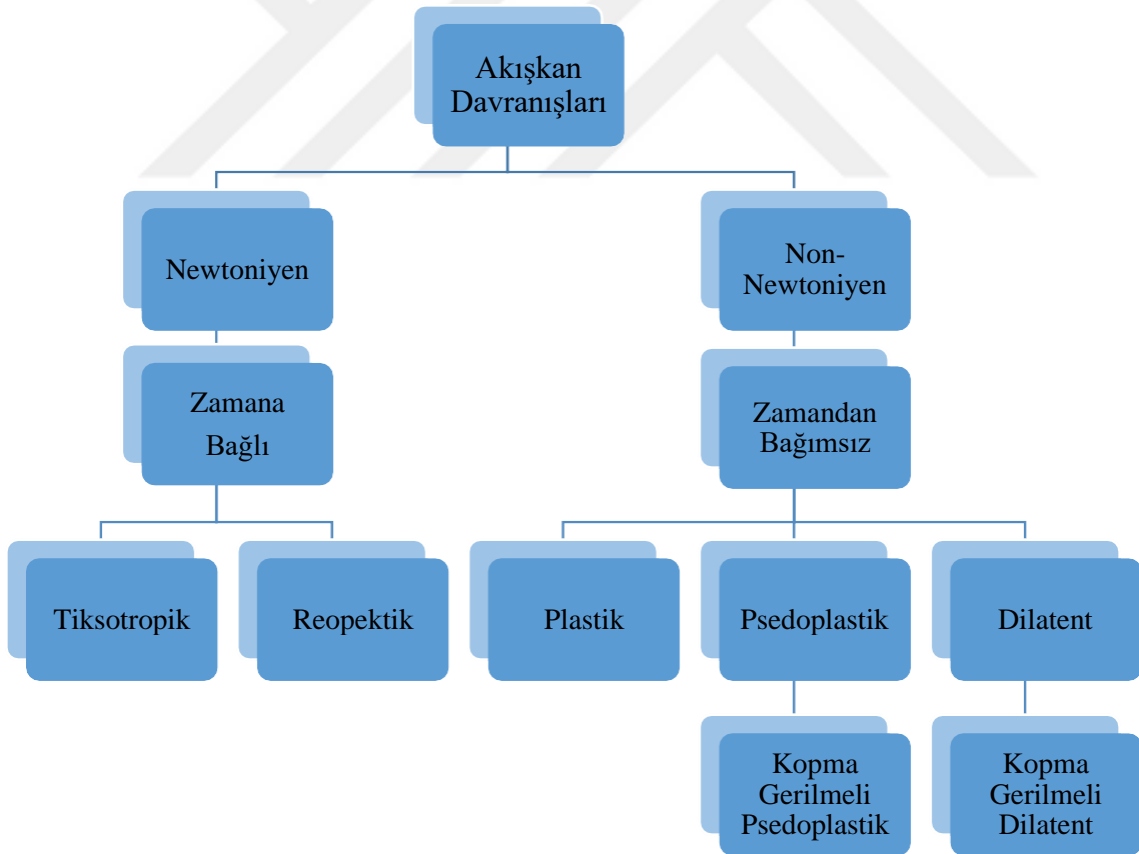 Akışkan
Davranışları
Newtoniyen
Non-
Newtoniyen
Zamana
Bağlı
Zamandan
Bağımsız
Tiksotropik
Reopektik
Plastik
Psedoplastik
Dilatent
Kopma
Gerilmeli
Psedoplastik
Kopma
Gerilmeli
Dilatent